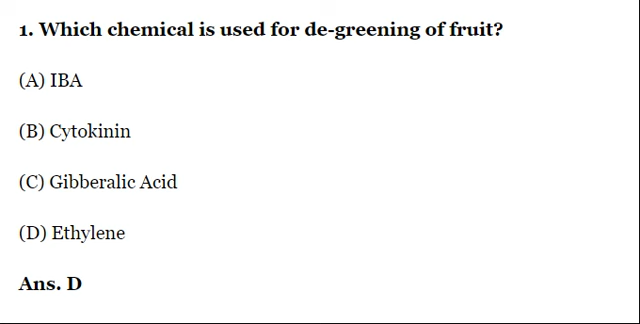 1. Which chemical is used for de-greening of fruit?
(A) IBA
(B) Cytokinin
(C) Gibberalic Acid
(D) Ethylene
Ans. D